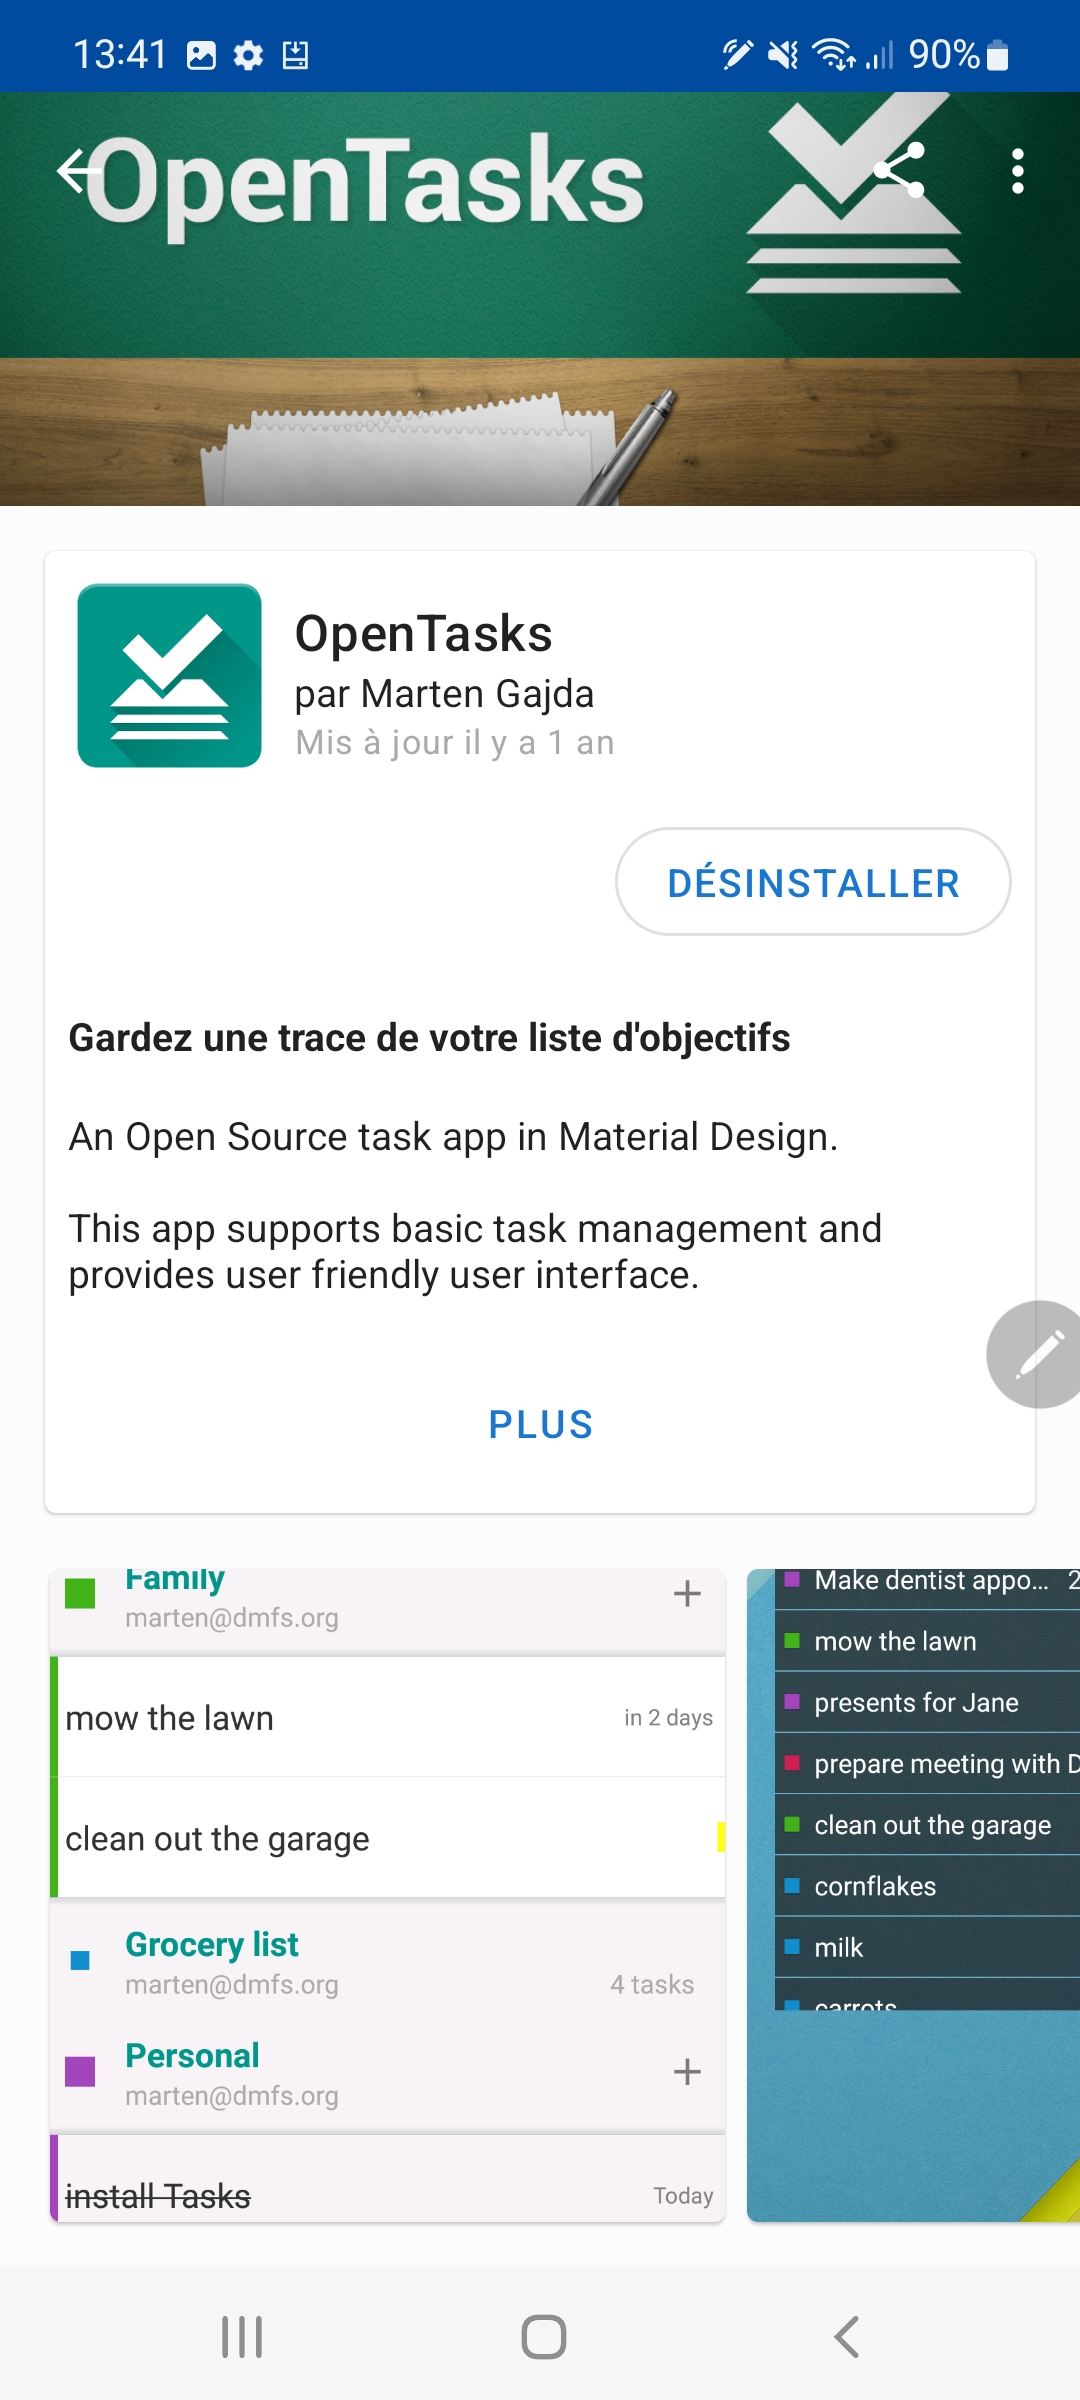 13:41
90%
OpenTasks
OpenTasks
par Marten Gajda
Mis à jour il y a 1 an
DÉSINSTALLER
Gardez une trace de votre liste d'objectifs
An Open Source task app in Material Design.
This app supports basic task management and
provides user friendly user interface.
PLUS
Family
marten@dmfs.org
mow the lawn
in 2 days
clean out the garage
Grocery list
marten@dmfs.org
4 tasks
Personal
marten@dmfs.org
install Tasks
Today
Make dentist appo... 2
mow the lawn
presents for Jane
prepare meeting with D
clean out the garage
cornflakes
milk
carrots